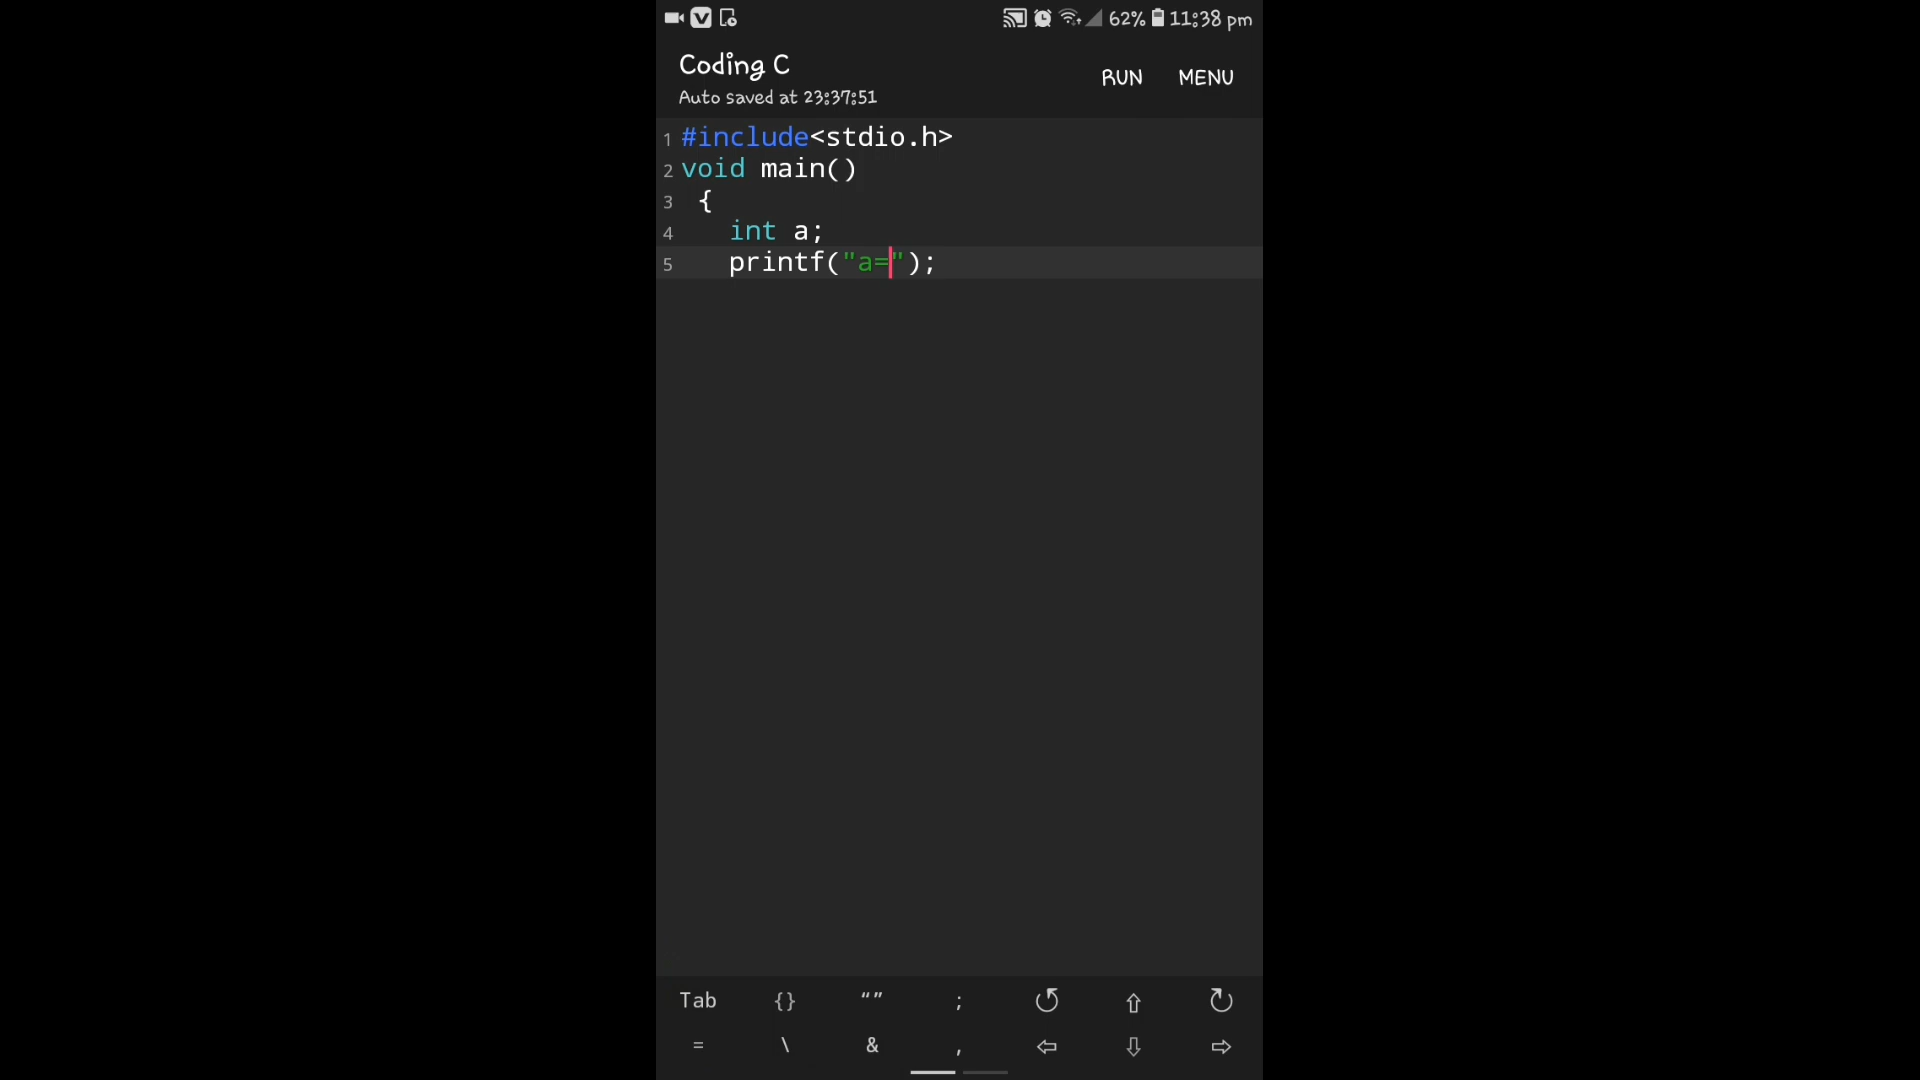 62% 11:38 pm
Coding C
Auto saved at 23:37:51
RUN MENU
1 #include<stdio.h>
2 void main()
3 {
4 int a;
5 printf("a=");
Tab {} “” ;
= \ & ,